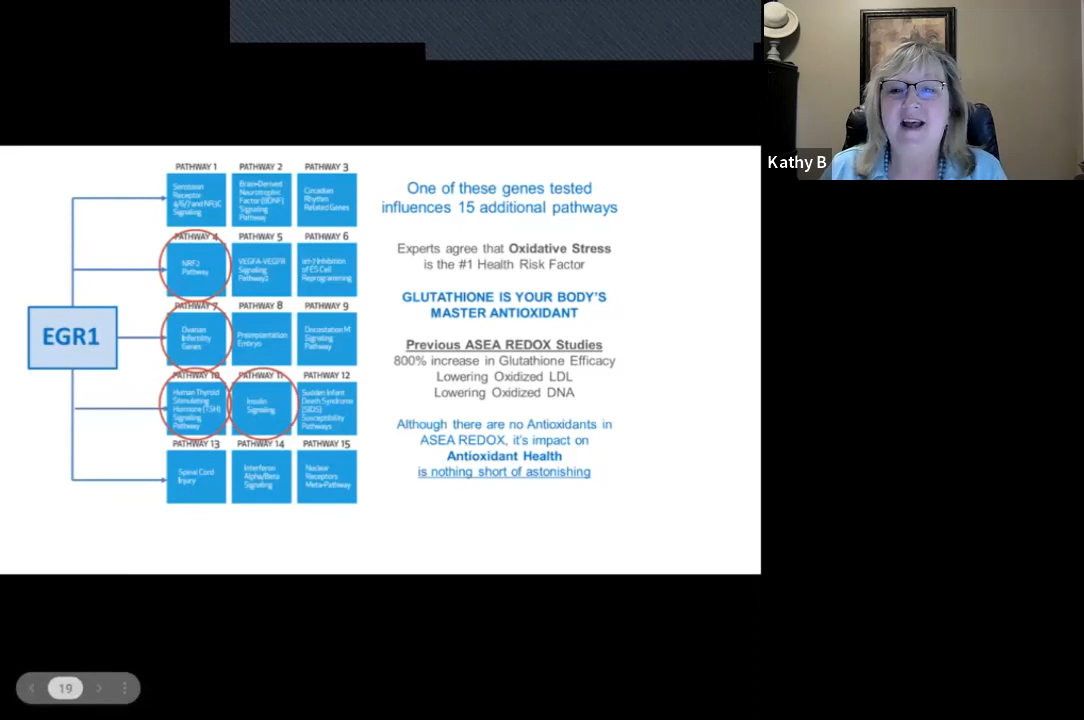 Kathy B
PATHWAY 1
PATHWAY 2
PATHWAY 3
Serotonin
Receptor
4/6/7 and NR3C
Signaling
Brain-Derived
Neurotrophic
Factor (BDNF)
Signaling
Pathway
Circadian
Rhythm
Related Genes
PATHWAY 4
PATHWAY 5
PATHWAY 6
NRF2
Pathway
VEGFA-VEGFR
Signaling
Pathway
Inhibition
of ES Cell
Reprogramming
PATHWAY 7
PATHWAY 8
PATHWAY 9
Ovarian
Infertility
Genes
Preimplantation
Embryo
Oncostatin M
Signaling
Pathway
PATHWAY 10
PATHWAY 11
PATHWAY 12
Human Thyroid
Stimulating
Hormone (TSH)
Signaling
Pathway
Insulin
Signaling
Sudden Infant
Death Syndrome
(SIDS)
Susceptibility
Pathways
PATHWAY 13
PATHWAY 14
PATHWAY 15
Spinal Cord
Injury
Interferon
Alpha/Beta
Signaling
Nuclear
Receptors
Meta-Pathway
EGR1
One of these genes tested
influences 15 additional pathways
Experts agree that Oxidative Stress
is the #1 Health Risk Factor
GLUTATHIONE IS YOUR BODY'S
MASTER ANTIOXIDANT
Previous ASEA REDOX Studies
800% increase in Glutathione Efficacy
Lowering Oxidized LDL
Lowering Oxidized DNA
Although there are no Antioxidants in
ASEA REDOX, it's impact on
Antioxidant Health
is nothing short of astonishing
19